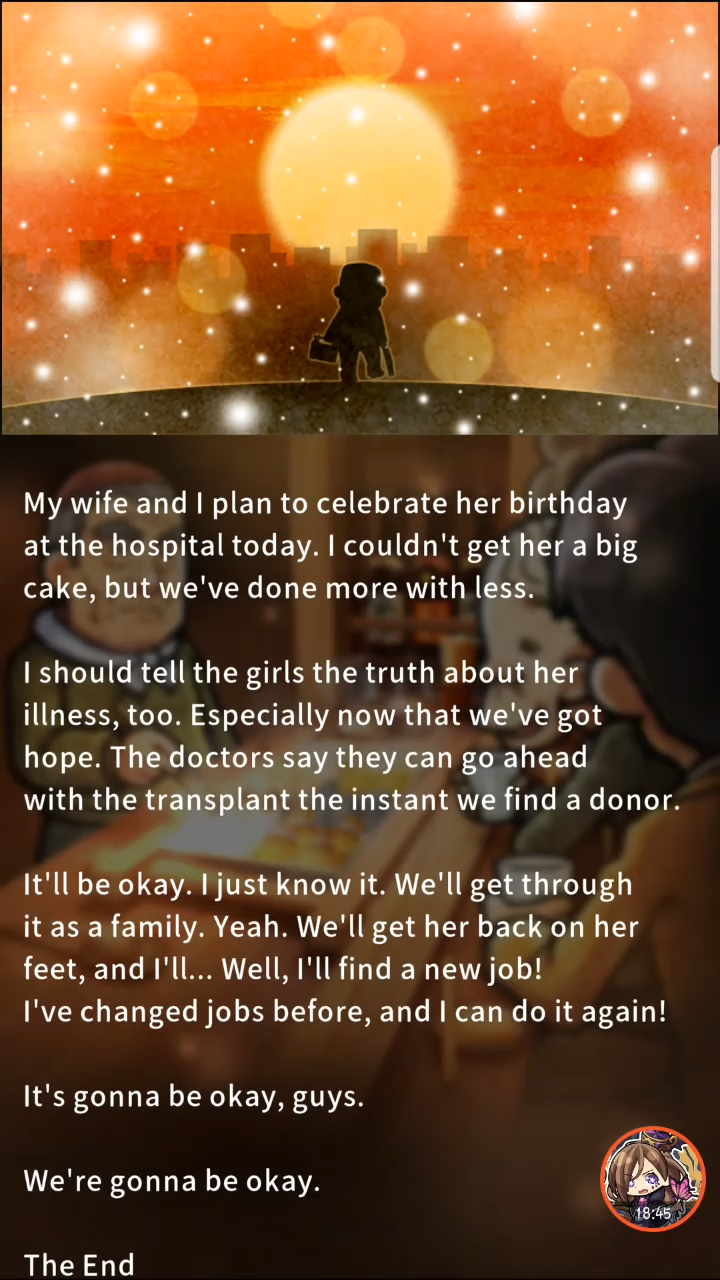 My wife and I plan to celebrate her birthday
at the hospital today. I couldn't get her a big
cake, but we've done more with less.
I should tell the girls the truth about her
illness, too. Especially now that we've got
hope. The doctors say they can go ahead
with the transplant the instant we find a donor.
It'll be okay. I just know it. We'll get through
it as a family. Yeah. We'll get her back on her
feet, and I'll... Well, I'll find a new job!
I've changed jobs before, and I can do it again!
It's gonna be okay, guys.
We're gonna be okay.
18:45
The End